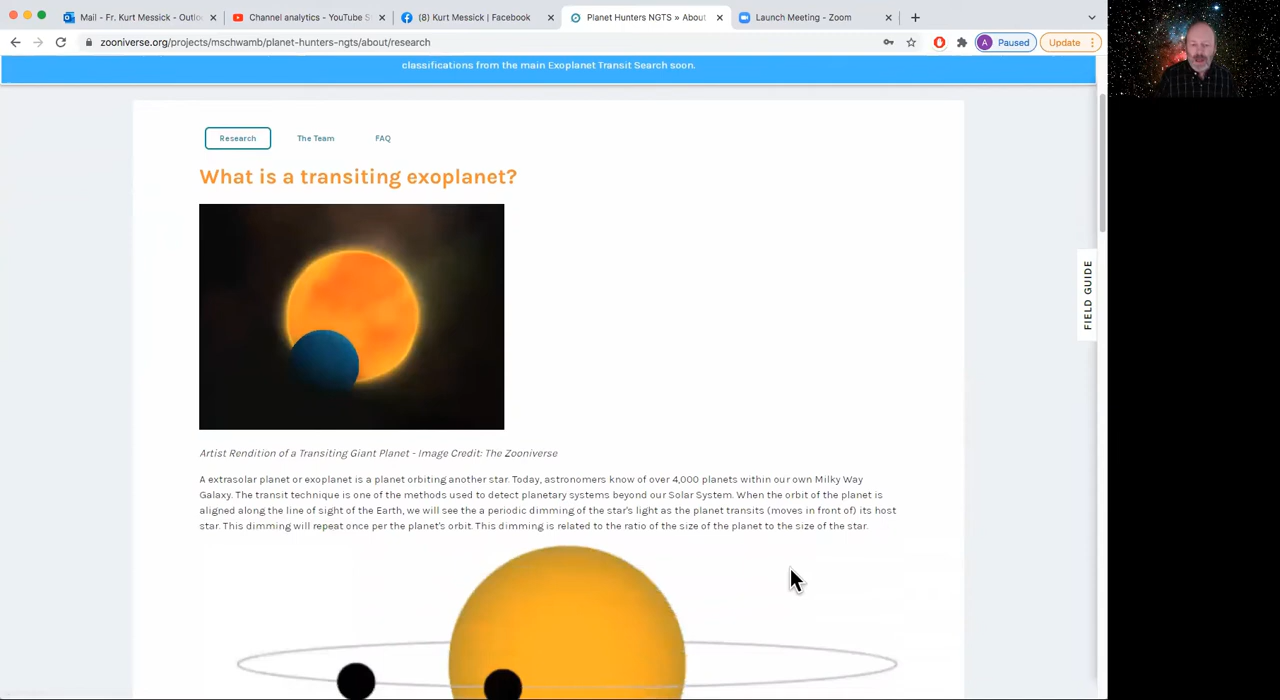 Mail - Fr. Kurt Messick - Outloo
Channel analytics - YouTube S
(8) Kurt Messick | Facebook
Planet Hunters NGTS » About
Launch Meeting - Zoom
zooniverse.org/projects/mschwamb/planet-hunters-ngts/about/research
A
Paused
Update
classifications from the main Exoplanet Transit Search soon.
Research
The Team
FAQ
What is a transiting exoplanet?
FIELD GUIDE
Artist Rendition of a Transiting Giant Planet - Image Credit: The Zooniverse
A extrasolar planet or exoplanet is a planet orbiting another star. Today, astronomers know of over 4,000 planets within our own Milky Way
Galaxy. The transit technique is one of the methods used to detect planetary systems beyond our Solar System. When the orbit of the planet is
aligned along the line of sight of the Earth, we will see the a periodic dimming of the star's light as the planet transits (moves in front of) its host
star. This dimming will repeat once per the planet's orbit. This dimming is related to the ratio of the size of the planet to the size of the star.